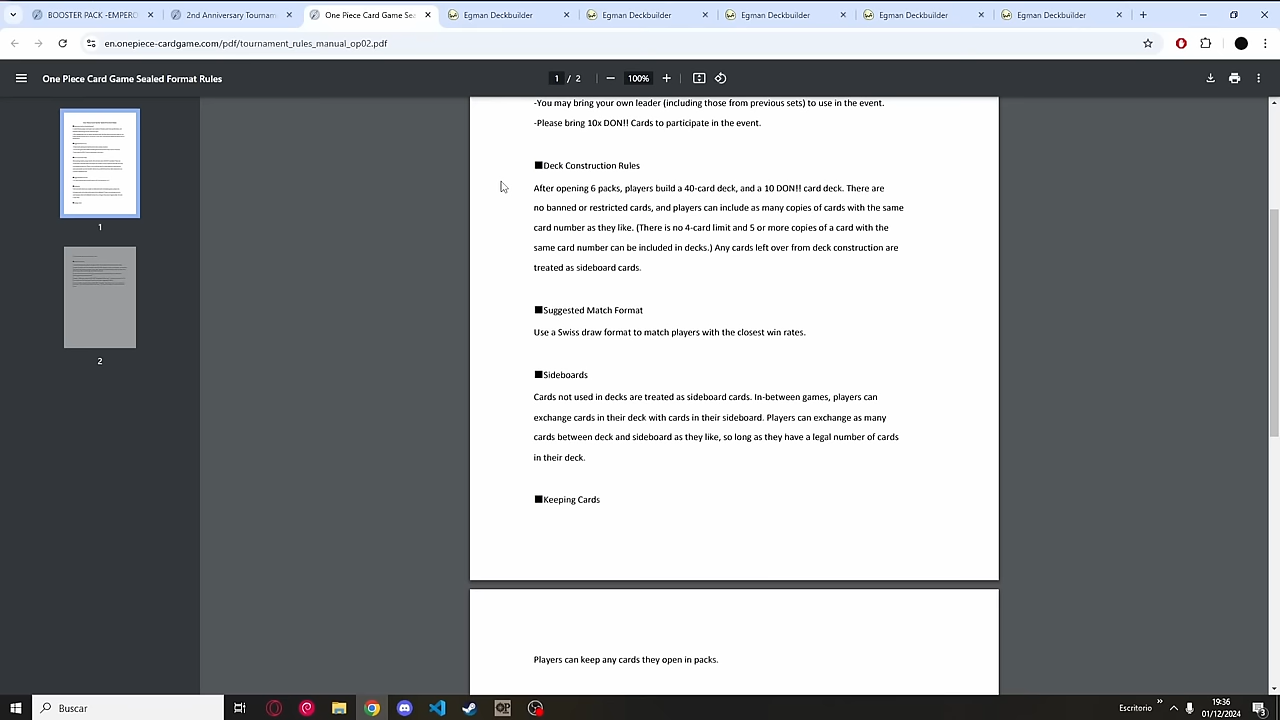 BOOSTER PACK -EMPERO
2nd Anniversary Tournam
One Piece Card Game Sea
Egman Deckbuilder
Egman Deckbuilder
Egman Deckbuilder
Egman Deckbuilder
Egman Deckbuilder
en.onepiece-cardgame.com/pdf/tournament_rules_manual_op02.pdf
One Piece Card Game Sealed Format Rules
1 / 2
100%
-You may bring your own leader (including those from previous sets) to use in the event.
-Please bring 10x DON!! Cards to participate in the event.
■Deck Construction Rules
After opening 6 packs, players build a 40-card deck, and a 10 DON!! card deck. There are
no banned or restricted cards, and players can include as many copies of cards with the same
card number as they like. (There is no 4-card limit and 5 or more copies of a card with the
same card number can be included in decks.) Any cards left over from deck construction are
treated as sideboard cards.
■Suggested Match Format
Use a Swiss draw format to match players with the closest win rates.
■Sideboards
Cards not used in decks are treated as sideboard cards. In-between games, players can
exchange cards in their deck with cards in their sideboard. Players can exchange as many
cards between deck and sideboard as they like, so long as they have a legal number of cards
in their deck.
■Keeping Cards
Players can keep any cards they open in packs.
1
2
Buscar
Escritorio
19:36
01/12/2024